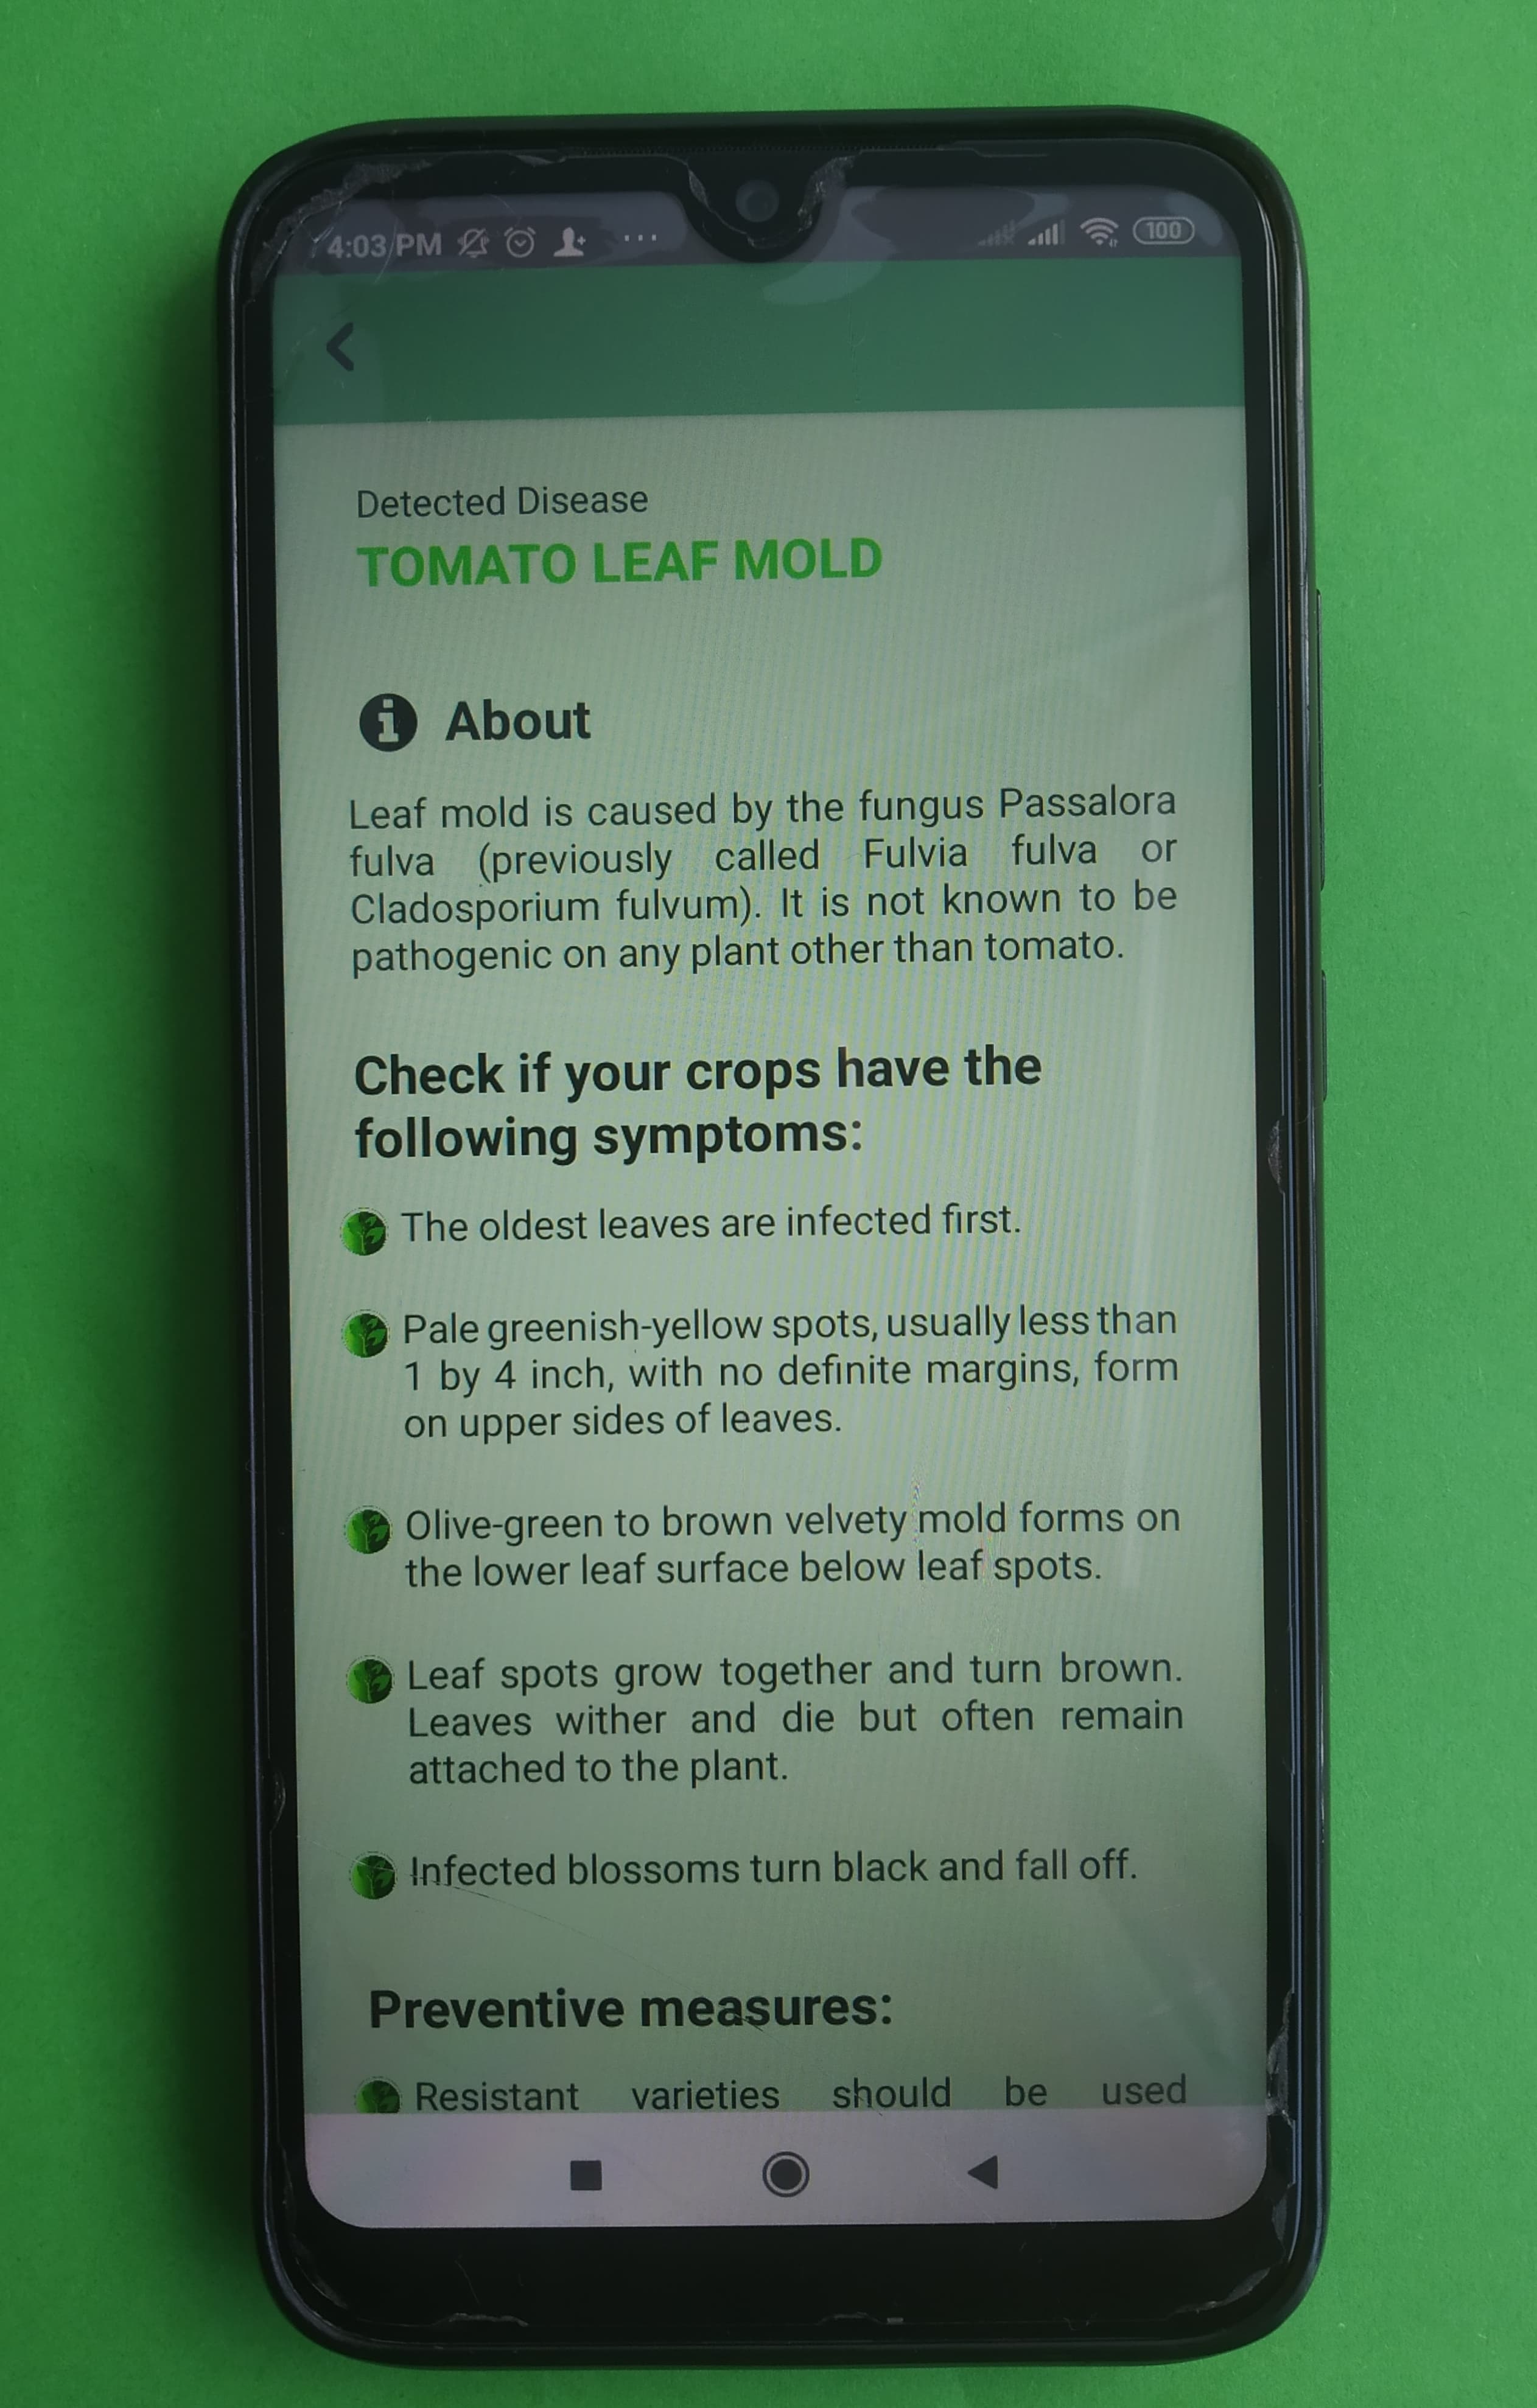 4:03 PM
100
Detected Disease
TOMATO LEAF MOLD
About
Leaf mold is caused by the fungus Passalora
fulva (previously called Fulvia fulva or
Cladosporium fulvum). It is not known to be
pathogenic on any plant other than tomato.
Check if your crops have the
following symptoms:
The oldest leaves are infected first.
Pale greenish-yellow spots, usually less than
1 by 4 inch, with no definite margins, form
on upper sides of leaves.
Olive-green to brown velvety mold forms on
the lower leaf surface below leaf spots.
Leaf spots grow together and turn brown.
Leaves wither and die but often remain
attached to the plant.
Infected blossoms turn black and fall off.
Preventive measures:
Resistant varieties should be used